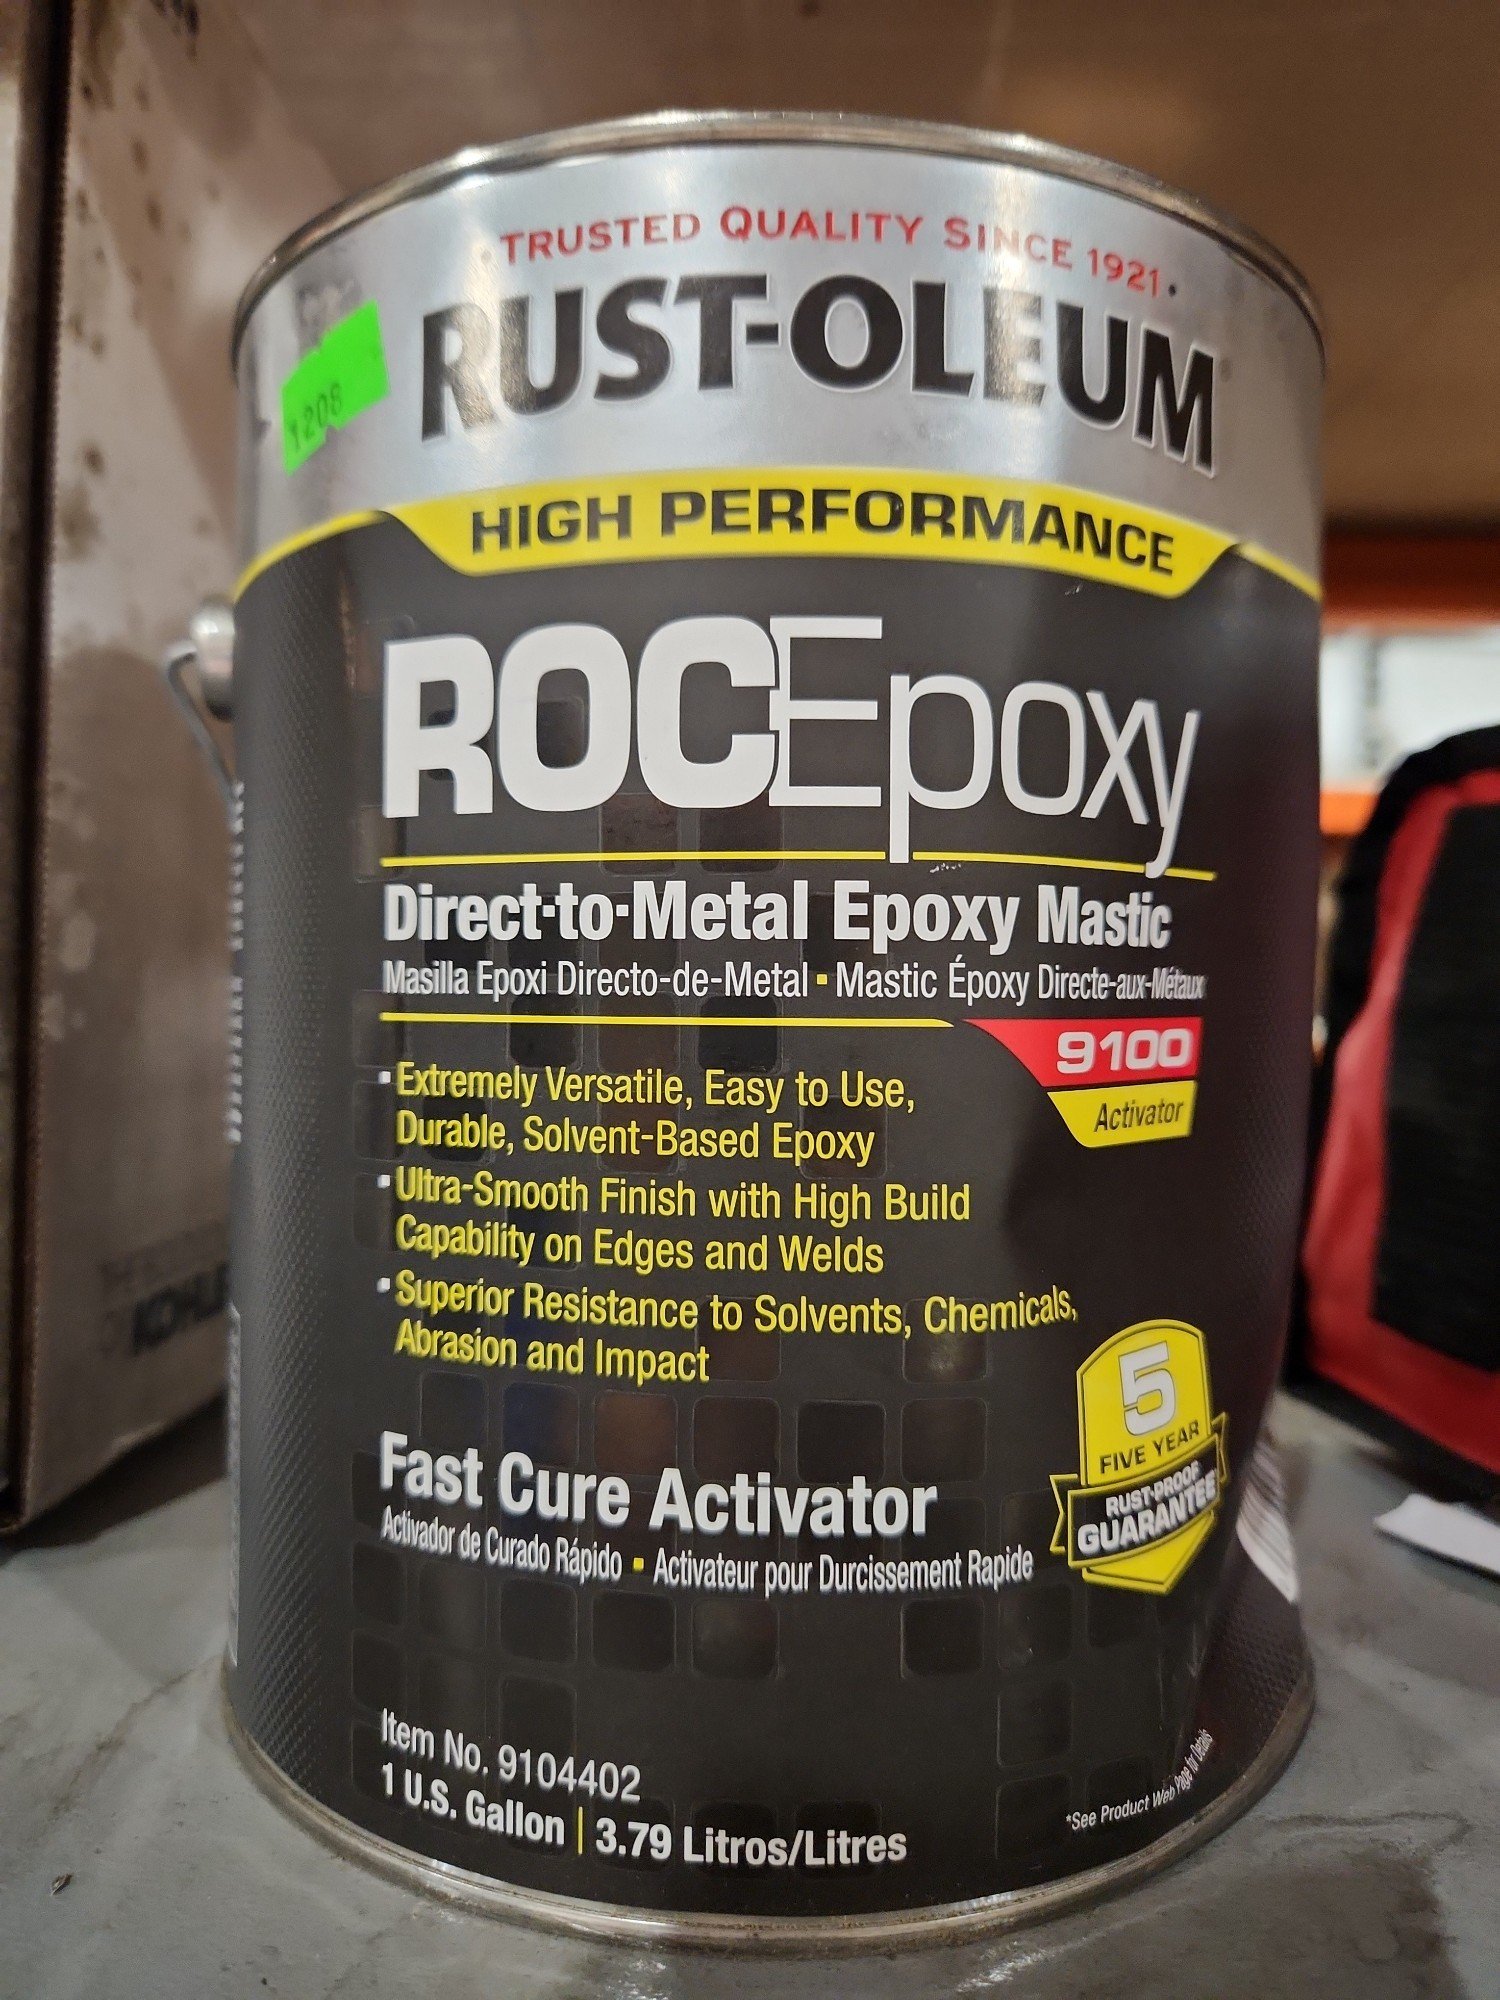 TRUSTED QUALITY SINCE 1921
RUST-OLEUM
1208
HIGH PERFORMANCE
ROCEpoxy
Direct-to-Metal Epoxy Mastic
Masilla Epoxi Directo-de-Metal ▪ Mastic Époxy Directe-aux-Métaux
9100
Activator
▪ Extremely Versatile, Easy to Use,
Durable, Solvent-Based Epoxy
▪ Ultra-Smooth Finish with High Build
Capability on Edges and Welds
▪ Superior Resistance to Solvents, Chemicals,
Abrasion and Impact
5
FIVE YEAR
RUST-PROOF
GUARANTEE
Fast Cure Activator
Activador de Curado Rápido ▪ Activateur pour Durcissement Rapide
Item No. 9104402
1 U.S. Gallon | 3.79 Litros/Litres
*See Product Web Page for Details
KOHLER